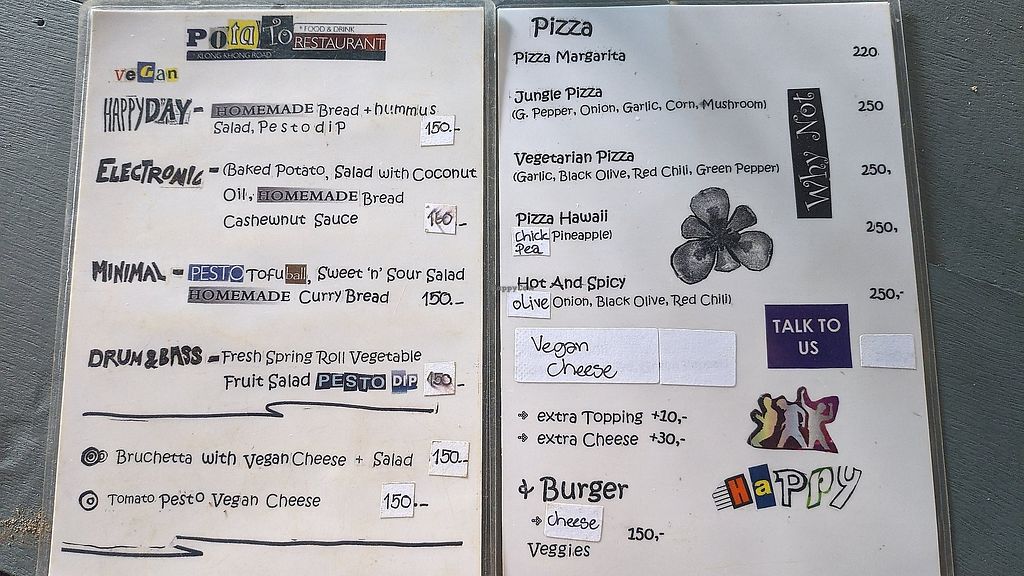 POtaTo
* FOOD & DRINK
RESTAURANT
KLONG KHONG ROAD
VeGan
HAPPY DAY - HOMEMADE Bread + hummus
Salad, Pesto dip 150.-
ELECTRONIC - (Baked Potato, Salad with Coconut
Oil, HOMEMADE Bread
Cashewnut Sauce 160.-
MINIMAL - PESTO Tofu ball, Sweet 'n' Sour Salad
HOMEMADE Curry Bread 150.-
DRUM & BASS - Fresh Spring Roll Vegetable
Fruit Salad PESTO DIP 150.-
Bruchetta with Vegan Cheese + Salad 150.-
Tomato Pesto Vegan Cheese 150.-
Pizza
Pizza Margarita 220
Jungle Pizza 250
(G. Pepper, Onion, Garlic, Corn, Mushroom)
Why Not
Vegetarian Pizza 250,
(Garlic, Black Olive, Red Chili, Green Pepper)
Pizza Hawaii 250,
Chick Pea Pineapple)
Hot And Spicy 250,-
olive Onion, Black Olive, Red Chili)
TALK TO
US
Vegan
Cheese
extra Topping +10,-
extra Cheese +30,-
HaPPY
& Burger
Cheese 150,-
Veggies